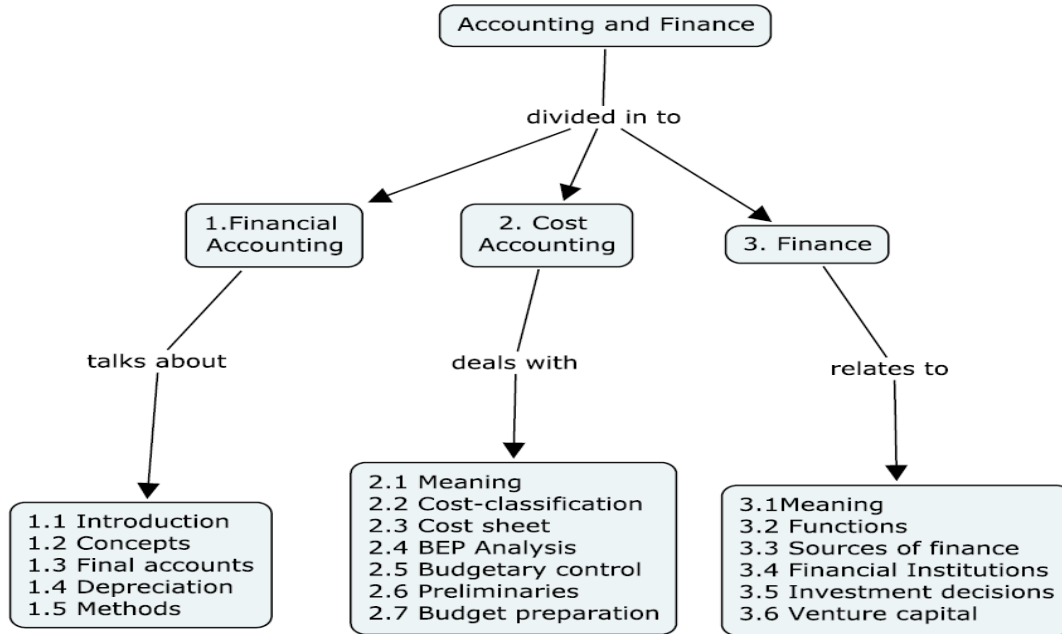 Accounting and Finance
divided in to
1.Financial
Accounting
2. Cost
Accounting
3. Finance
talks about
deals with
relates to
1.1 Introduction
1.2 Concepts
1.3 Final accounts
1.4 Depreciation
1.5 Methods
2.1 Meaning
2.2 Cost-classification
2.3 Cost sheet
2.4 BEP Analysis
2.5 Budgetary control
2.6 Preliminaries
2.7 Budget preparation
3.1Meaning
3.2 Functions
3.3 Sources of finance
3.4 Financial Institutions
3.5 Investment decisions
3.6 Venture capital